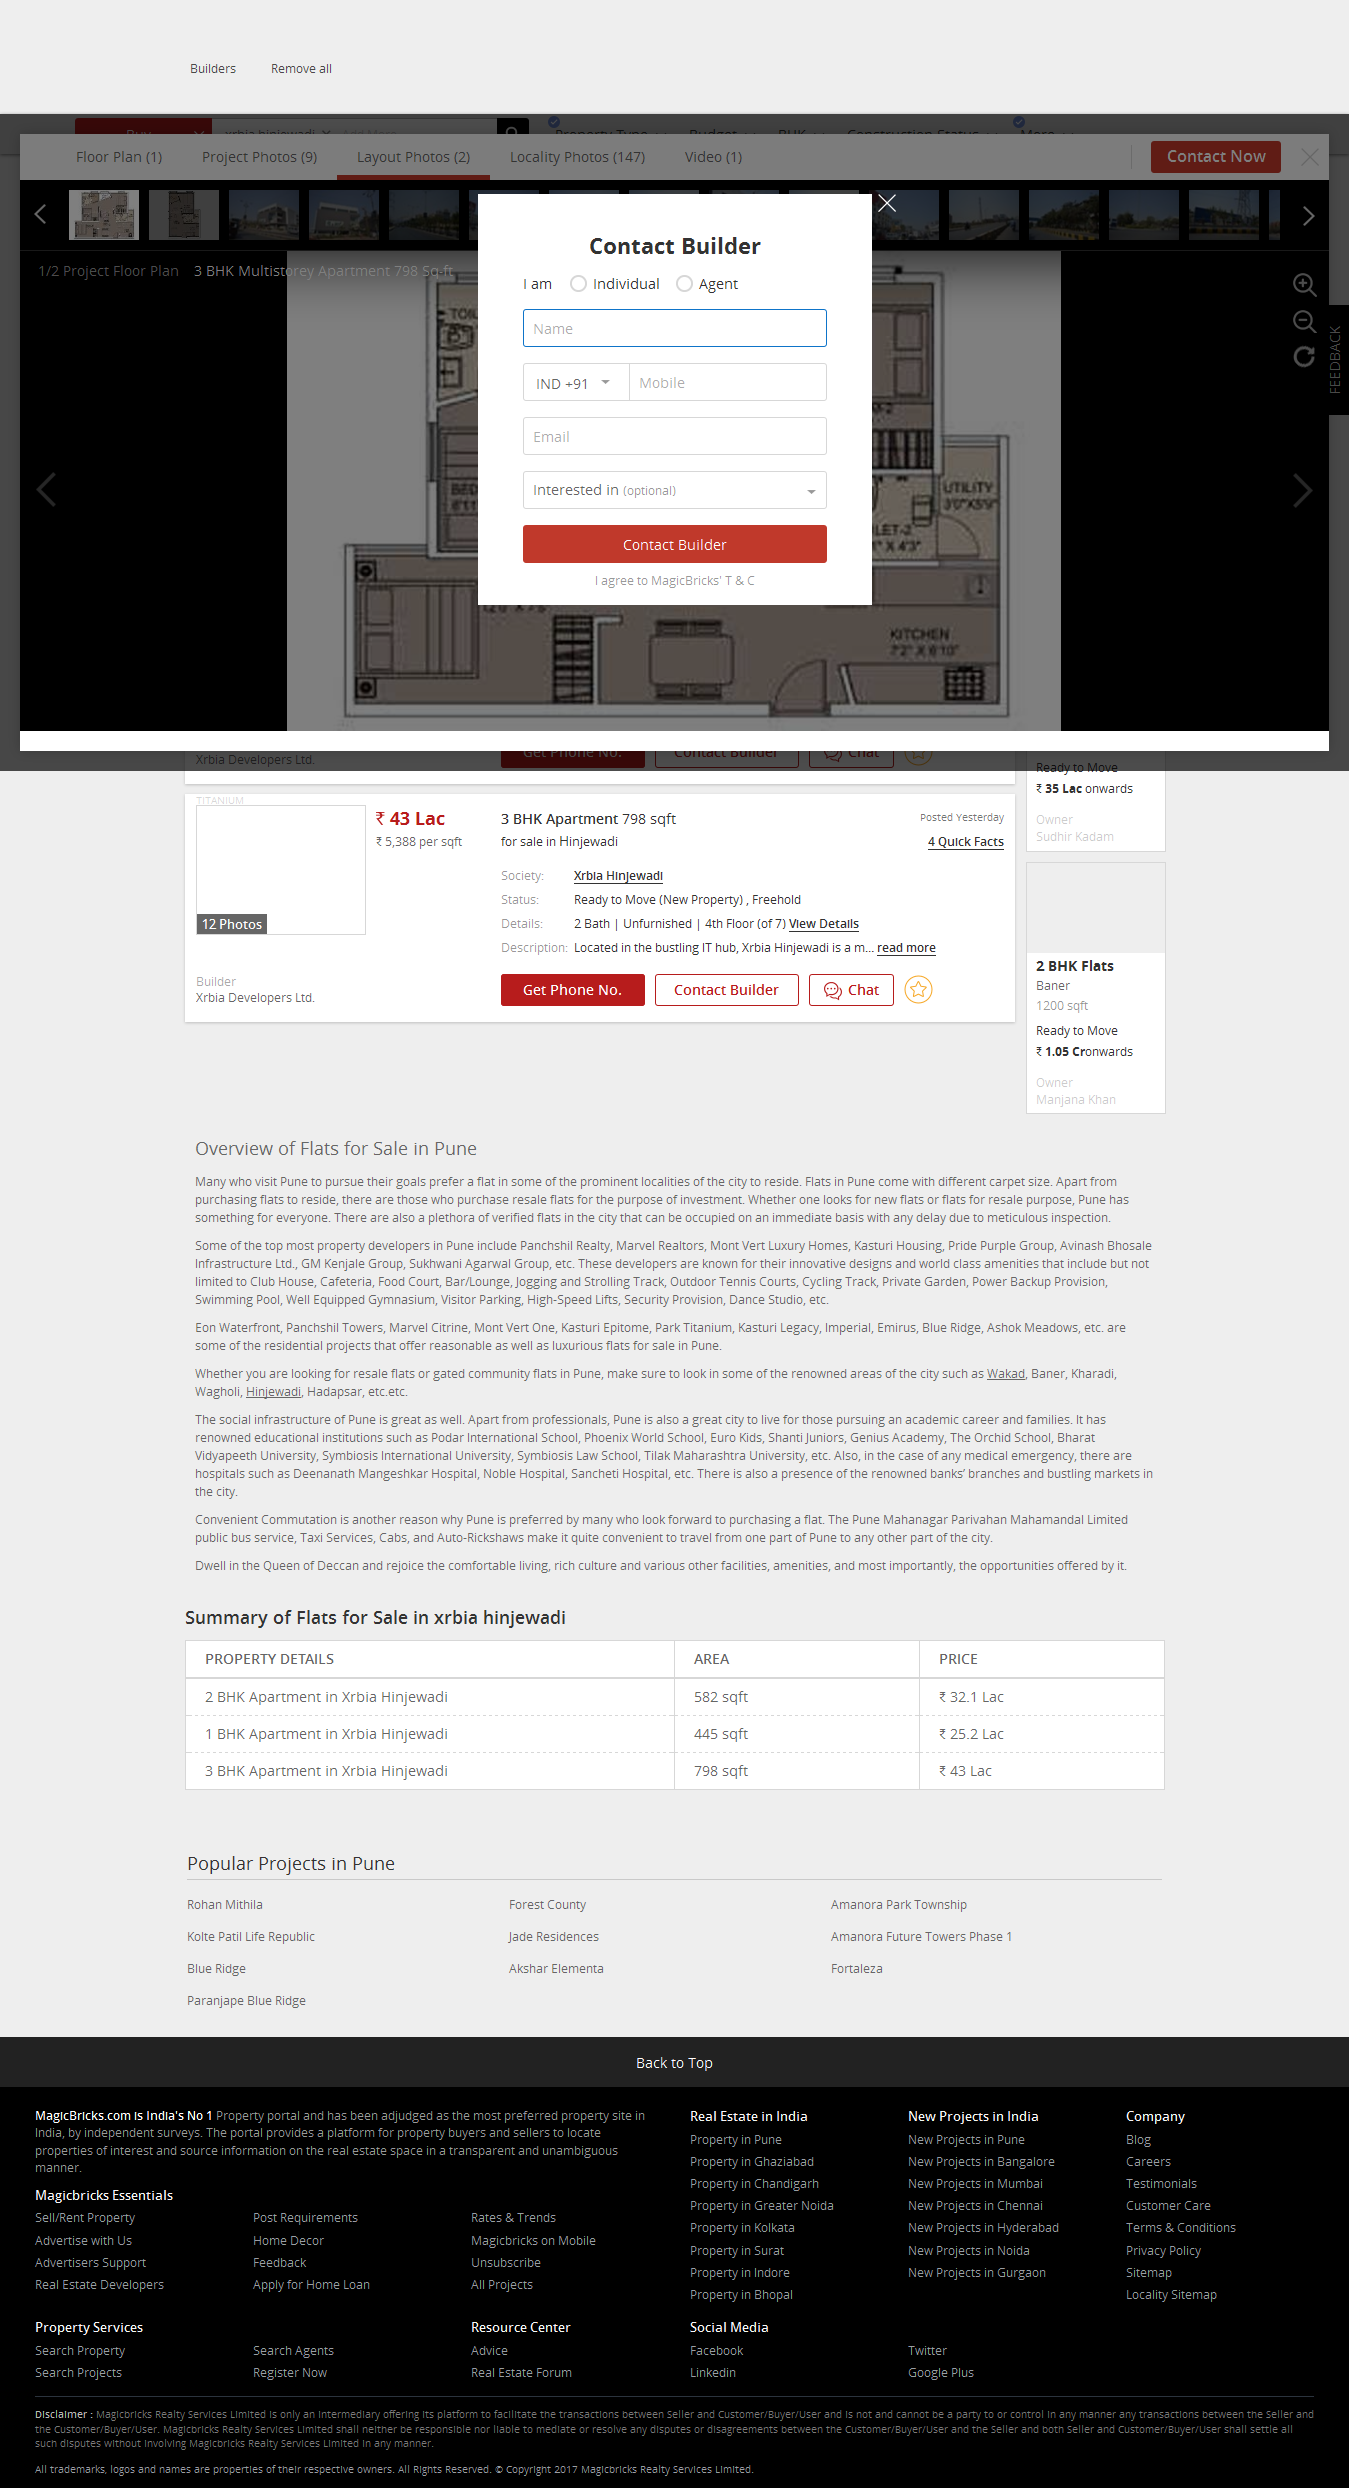 Builders Remove all
Buy xrbia hinjewadi Property Type Budget BHK Construction Status More
Floor Plan (1) Project Photos (9) Layout Photos (2) Locality Photos (147) Video (1) Contact Now
1/2 Project Floor Plan 3 BHK Multistorey Apartment 798 Sq-ft
FEEDBACK
Contact Builder
I am Individual Agent
Name
IND +91 Mobile
Email
Interested in (optional)
Contact Builder
I agree to MagicBricks' T & C
UTILITY
KITCHEN
7'2" X 6'10"
Xrbia Developers Ltd. Get Phone No. Contact Builder Chat
Ready to Move
₹ 35 Lac onwards
Owner
Sudhir Kadam
TITANIUM
12 Photos
₹ 43 Lac
₹ 5,388 per sqft
3 BHK Apartment 798 sqft
for sale in Hinjewadi
Posted Yesterday
4 Quick Facts
Society: Xrbia Hinjewadi
Status: Ready to Move (New Property) , Freehold
Details: 2 Bath | Unfurnished | 4th Floor (of 7) View Details
Description: Located in the bustling IT hub, Xrbia Hinjewadi is a m... read more
Builder
Xrbia Developers Ltd.
Get Phone No. Contact Builder Chat
2 BHK Flats
Baner
1200 sqft
Ready to Move
₹ 1.05 Cronwards
Owner
Manjana Khan
Overview of Flats for Sale in Pune
Many who visit Pune to pursue their goals prefer a flat in some of the prominent localities of the city to reside. Flats in Pune come with different carpet size. Apart from
purchasing flats to reside, there are those who purchase resale flats for the purpose of investment. Whether one looks for new flats or flats for resale purpose, Pune has
something for everyone. There are also a plethora of verified flats in the city that can be occupied on an immediate basis with any delay due to meticulous inspection.
Some of the top most property developers in Pune include Panchshil Realty, Marvel Realtors, Mont Vert Luxury Homes, Kasturi Housing, Pride Purple Group, Avinash Bhosale
Infrastructure Ltd., GM Kenjale Group, Sukhwani Agarwal Group, etc. These developers are known for their innovative designs and world class amenities that include but not
limited to Club House, Cafeteria, Food Court, Bar/Lounge, Jogging and Strolling Track, Outdoor Tennis Courts, Cycling Track, Private Garden, Power Backup Provision,
Swimming Pool, Well Equipped Gymnasium, Visitor Parking, High-Speed Lifts, Security Provision, Dance Studio, etc.
Eon Waterfront, Panchshil Towers, Marvel Citrine, Mont Vert One, Kasturi Epitome, Park Titanium, Kasturi Legacy, Imperial, Emirus, Blue Ridge, Ashok Meadows, etc. are
some of the residential projects that offer reasonable as well as luxurious flats for sale in Pune.
Whether you are looking for resale flats or gated community flats in Pune, make sure to look in some of the renowned areas of the city such as Wakad, Baner, Kharadi,
Wagholi, Hinjewadi, Hadapsar, etc.etc.
The social infrastructure of Pune is great as well. Apart from professionals, Pune is also a great city to live for those pursuing an academic career and families. It has
renowned educational institutions such as Podar International School, Phoenix World School, Euro Kids, Shanti Juniors, Genius Academy, The Orchid School, Bharat
Vidyapeeth University, Symbiosis International University, Symbiosis Law School, Tilak Maharashtra University, etc. Also, in the case of any medical emergency, there are
hospitals such as Deenanath Mangeshkar Hospital, Noble Hospital, Sancheti Hospital, etc. There is also a presence of the renowned banks’ branches and bustling markets in
the city.
Convenient Commutation is another reason why Pune is preferred by many who look forward to purchasing a flat. The Pune Mahanagar Parivahan Mahamandal Limited
public bus service, Taxi Services, Cabs, and Auto-Rickshaws make it quite convenient to travel from one part of Pune to any other part of the city.
Dwell in the Queen of Deccan and rejoice the comfortable living, rich culture and various other facilities, amenities, and most importantly, the opportunities offered by it.
Summary of Flats for Sale in xrbia hinjewadi
PROPERTY DETAILS AREA PRICE
2 BHK Apartment in Xrbia Hinjewadi 582 sqft ₹ 32.1 Lac
1 BHK Apartment in Xrbia Hinjewadi 445 sqft ₹ 25.2 Lac
3 BHK Apartment in Xrbia Hinjewadi 798 sqft ₹ 43 Lac
Popular Projects in Pune
Rohan Mithila Forest County Amanora Park Township
Kolte Patil Life Republic Jade Residences Amanora Future Towers Phase 1
Blue Ridge Akshar Elementa Fortaleza
Paranjape Blue Ridge
Back to Top
MagicBricks.com is India's No 1 Property portal and has been adjudged as the most preferred property site in
India, by independent surveys. The portal provides a platform for property buyers and sellers to locate
properties of interest and source information on the real estate space in a transparent and unambiguous
manner.
Magicbricks Essentials
Sell/Rent Property Post Requirements Rates & Trends
Advertise with Us Home Decor Magicbricks on Mobile
Advertisers Support Feedback Unsubscribe
Real Estate Developers Apply for Home Loan All Projects
Real Estate in India
Property in Pune
Property in Ghaziabad
Property in Chandigarh
Property in Greater Noida
Property in Kolkata
Property in Surat
Property in Indore
Property in Bhopal
New Projects in India
New Projects in Pune
New Projects in Bangalore
New Projects in Mumbai
New Projects in Chennai
New Projects in Hyderabad
New Projects in Noida
New Projects in Gurgaon
Company
Blog
Careers
Testimonials
Customer Care
Terms & Conditions
Privacy Policy
Sitemap
Locality Sitemap
Property Services Resource Center Social Media
Search Property Search Agents Advice Facebook Twitter
Search Projects Register Now Real Estate Forum Linkedin Google Plus
Disclaimer : Magicbricks Realty Services Limited is only an intermediary offering its platform to facilitate the transactions between Seller and Customer/Buyer/User and is not and cannot be a party to or control in any manner any transactions between the Seller and
the Customer/Buyer/User. Magicbricks Realty Services Limited shall neither be responsible nor liable to mediate or resolve any disputes or disagreements between the Customer/Buyer/User and the Seller and both Seller and Customer/Buyer/User shall settle all
such disputes without involving Magicbricks Realty Services Limited in any manner.
All trademarks, logos and names are properties of their respective owners. All Rights Reserved. © Copyright 2017 Magicbricks Realty Services Limited.